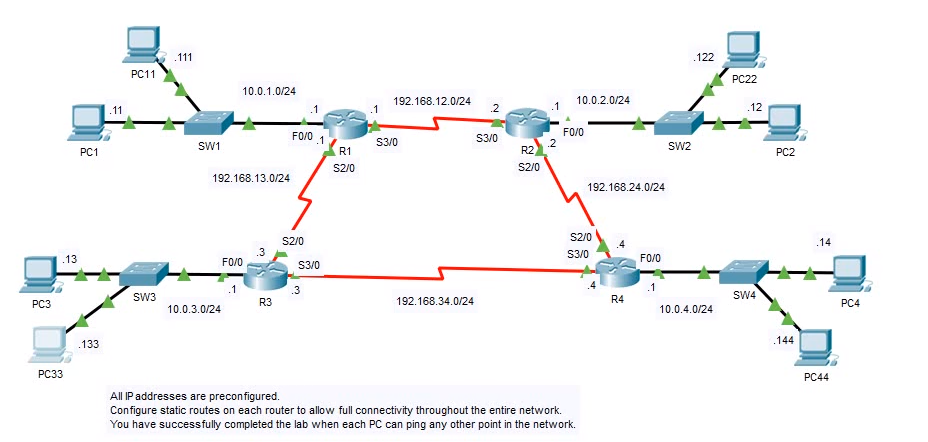 PC11
.111
.11
PC1
SW1
10.0.1.0/24
.1
F0/0
.1
R1
.1
S3/0
S2/0
192.168.12.0/24
.2
S3/0
R2
.1
F0/0
.2
S2/0
10.0.2.0/24
SW2
.122
PC22
.12
PC2
192.168.13.0/24
192.168.24.0/24
.13
PC3
SW3
F0/0
.1
10.0.3.0/24
.3
S2/0
S3/0
.3
R3
.133
PC33
192.168.34.0/24
S2/0
.4
S3/0
.4
F0/0
.1
R4
10.0.4.0/24
SW4
.14
PC4
.144
PC44
All IP addresses are preconfigured.
Configure static routes on each router to allow full connectivity throughout the entire network.
You have successfully completed the lab when each PC can ping any other point in the network.